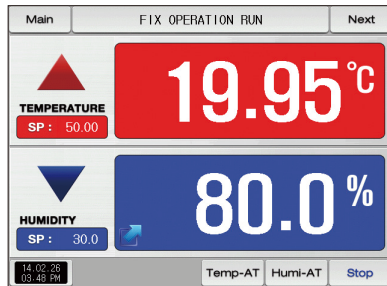 Main FIX OPERATION RUN Next
TEMPERATURE
SP : 50.00
19.95℃
HUMIDITY
SP : 30.0
80.0%
14.02.26
03:48 PM
Temp-AT Humi-AT Stop